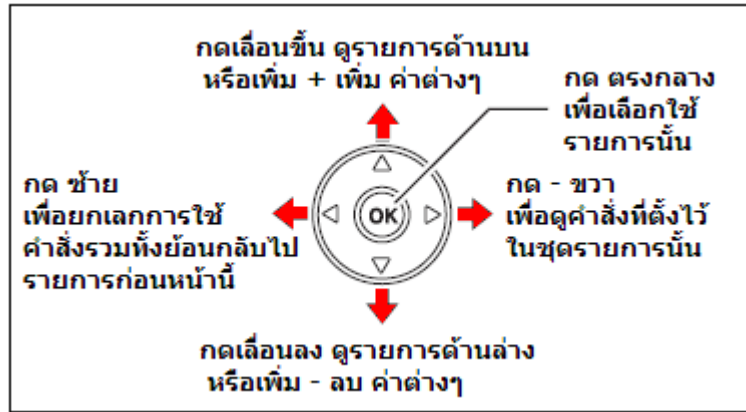 กดเลื่อนขึ้น ดูรายการด้านบน
หรือเพิ่ม + เพิ่ม ค่าต่างๆ
กด ตรงกลาง
เพื่อเลือกใช้
รายการนั้น
กด ซ้าย
เพื่อยกเลกการใช้
คำสั่งรวมทั้งย้อนกลับไป
รายการก่อนหน้านี้
OK
กด - ขวา
เพื่อดูคำสั่งที่ตั้งไว้
ในชุดรายการนั้น
กดเลื่อนลง ดูรายการด้านล่าง
หรือเพิ่ม - ลบ ค่าต่างๆ